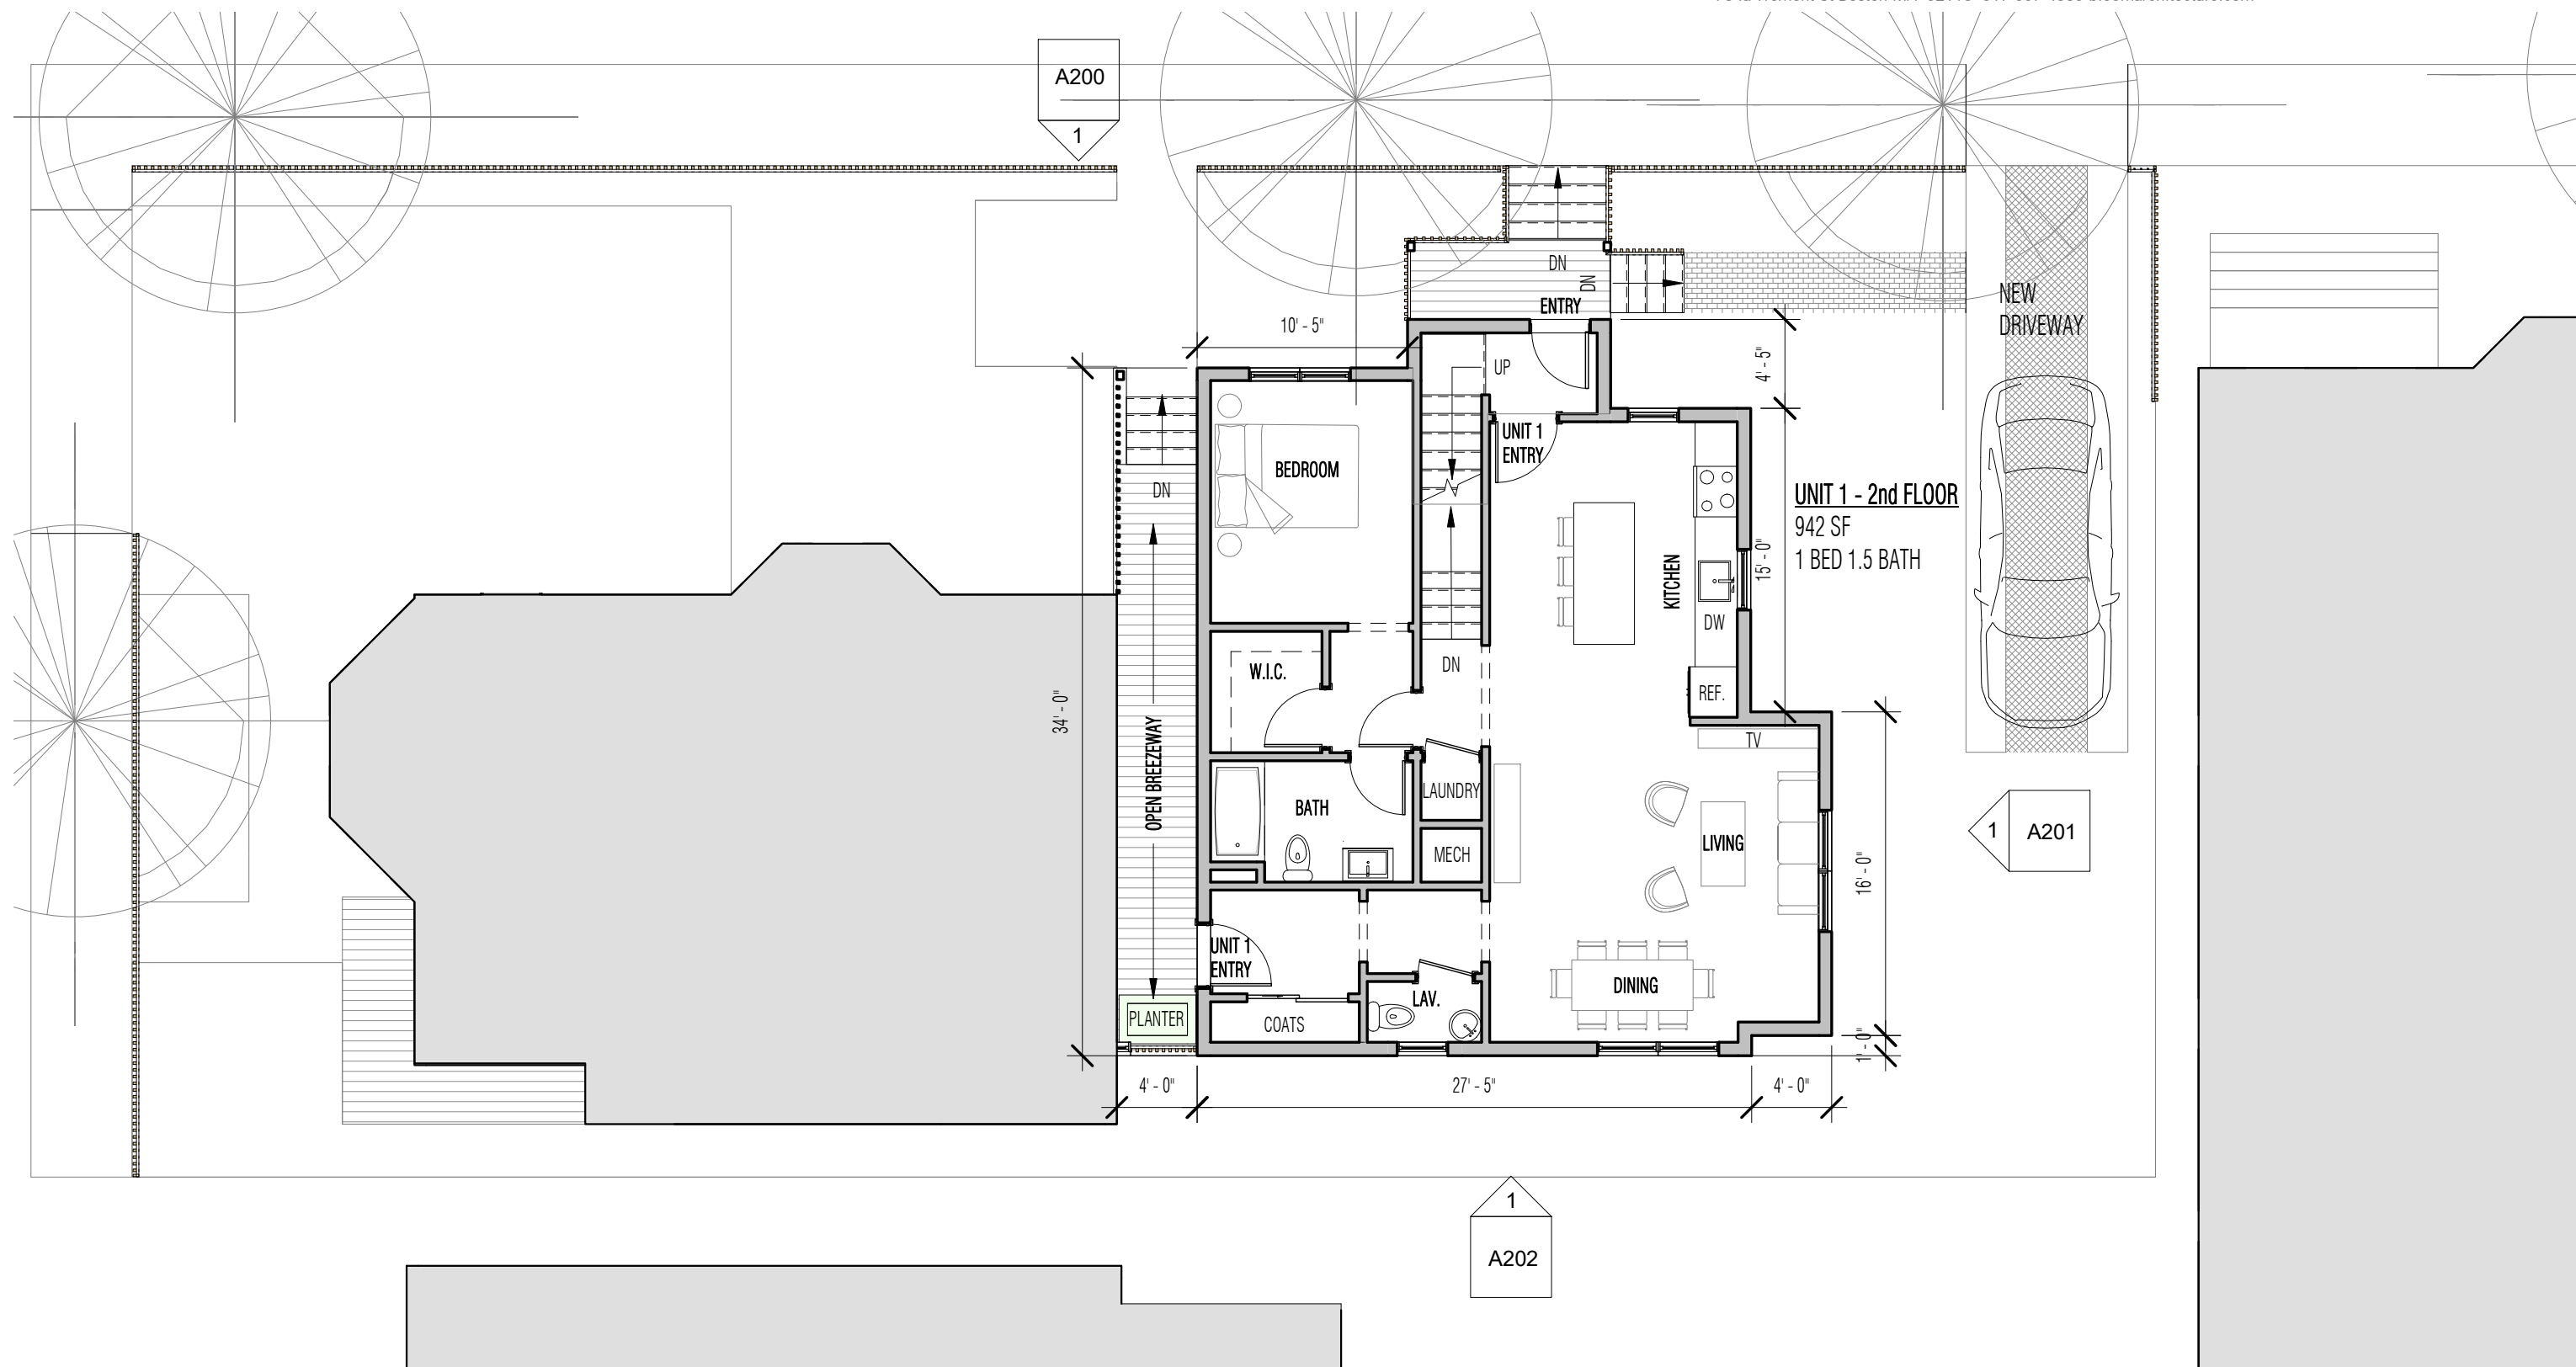 A200
1
NEW
DRIVEWAY
DN
DN
ENTRY
10' - 5"
4' - 5"
UP
UNIT 1
ENTRY
BEDROOM
DN
UNIT 1 - 2nd FLOOR
942 SF
1 BED 1.5 BATH
15' - 0"
KITCHEN
DW
W.I.C.
DN
REF.
34' - 0"
OPEN BREEZEWAY
TV
LAUNDRY
BATH
MECH
LIVING
1
A201
16' - 0"
UNIT 1
ENTRY
DINING
LAV.
PLANTER
COATS
1' - 0"
4' - 0"
27' - 5"
4' - 0"
1
A202